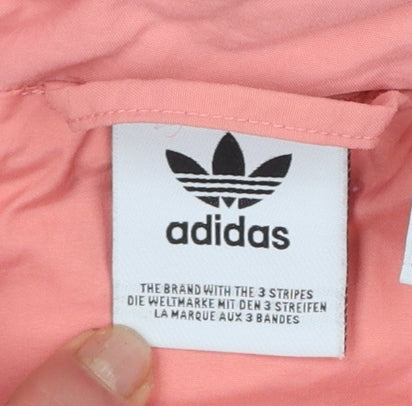 adidas
THE BRAND WITH THE 3 STRIPES
DIE WELTMARKE MIT DEN 3 STREIFEN
LA MARQUE AUX 3 BANDES